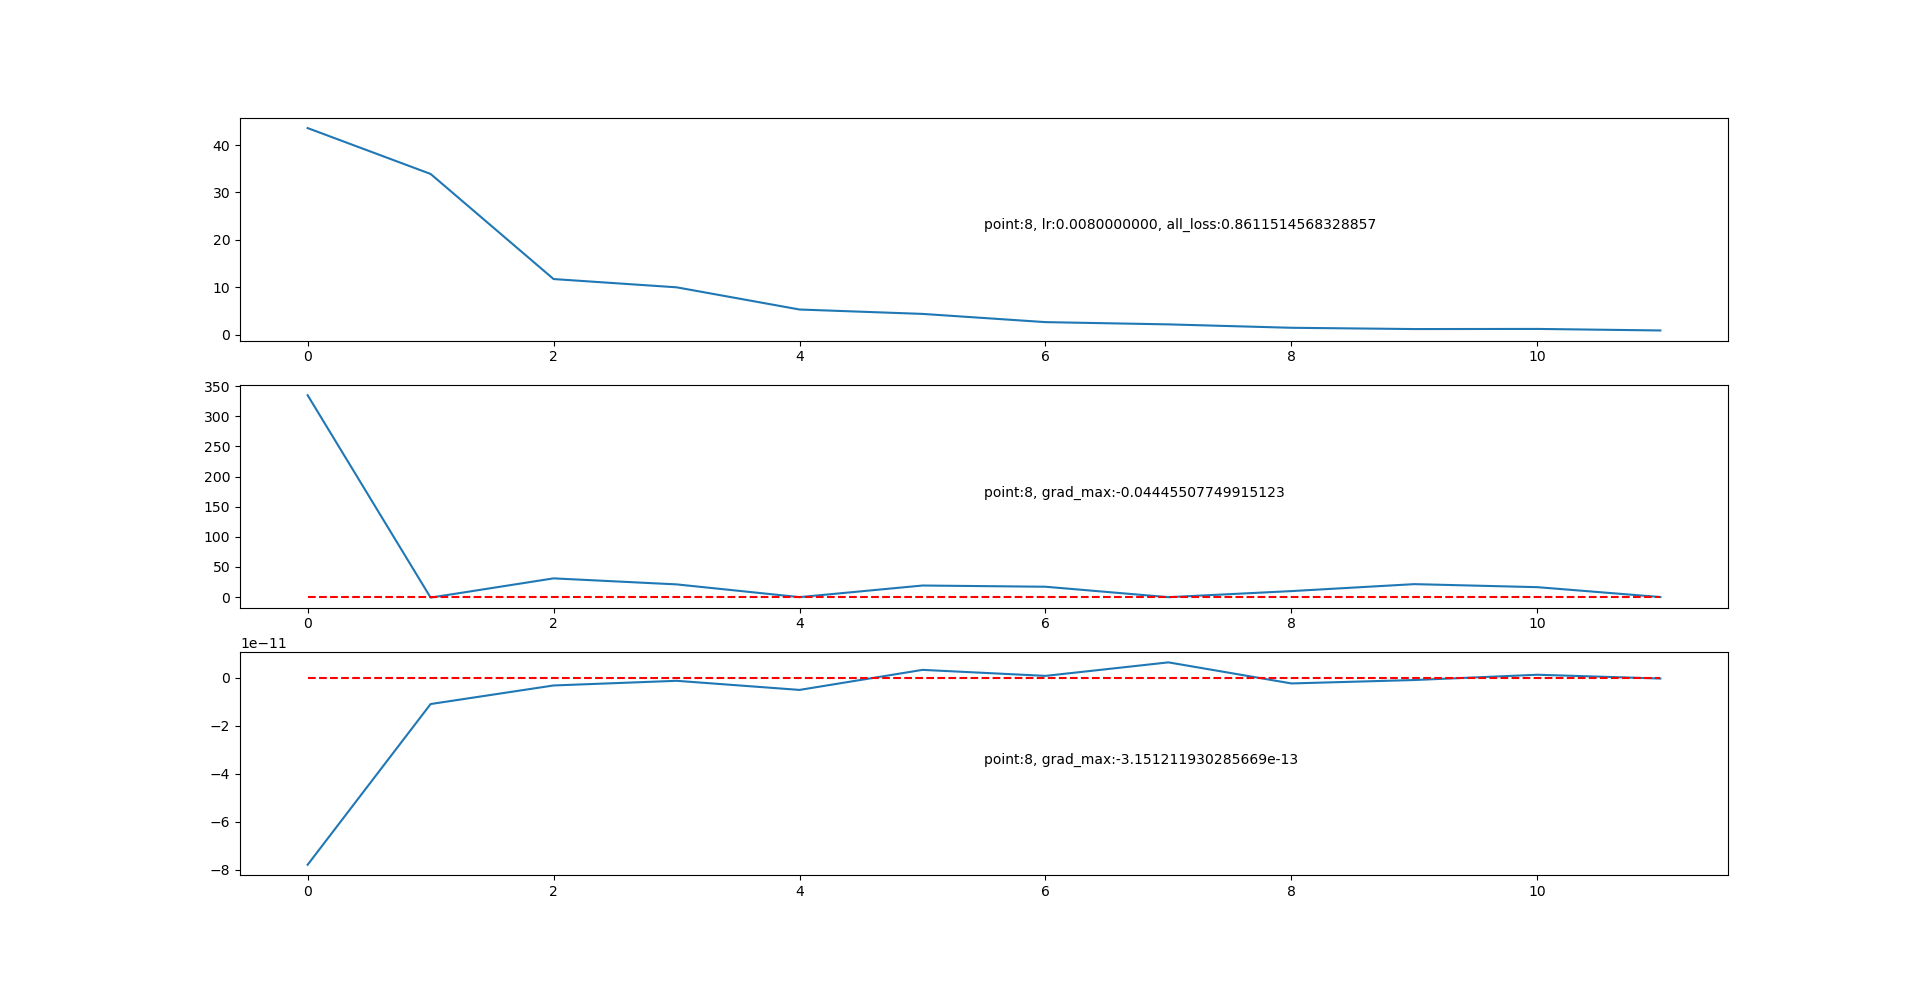 40
30
point:8, lr:0.0080000000, all_loss:0.8611514568328857
20
10
0
0 2 4 6 8 10
350
300
250
200
point:8, grad_max:-0.04445507749915123
150
100
50
0
0 2 4 6 8 10
1e−11
0
−2
point:8, grad_max:-3.151211930285669e-13
−4
−6
−8
0 2 4 6 8 10